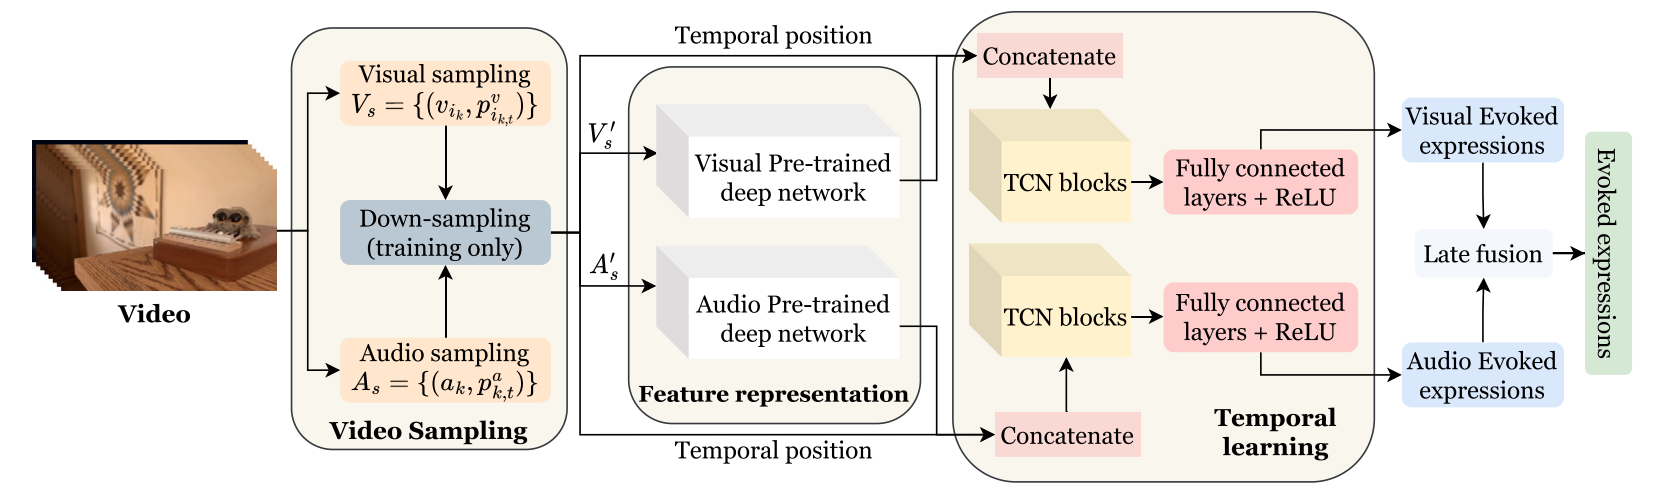 Video
Visual sampling
V_s = {(v_{i_k}, p^v_{i_{k,t}})}
Down-sampling
(training only)
Audio sampling
A_s = {(a_k, p^a_{k,t})}
Video Sampling
Temporal position
V'_s
A'_s
Visual Pre-trained
deep network
Audio Pre-trained
deep network
Feature representation
Temporal position
Concatenate
TCN blocks
Fully connected
layers + ReLU
TCN blocks
Fully connected
layers + ReLU
Concatenate
Temporal
learning
Visual Evoked
expressions
Late fusion
Audio Evoked
expressions
Evoked expressions